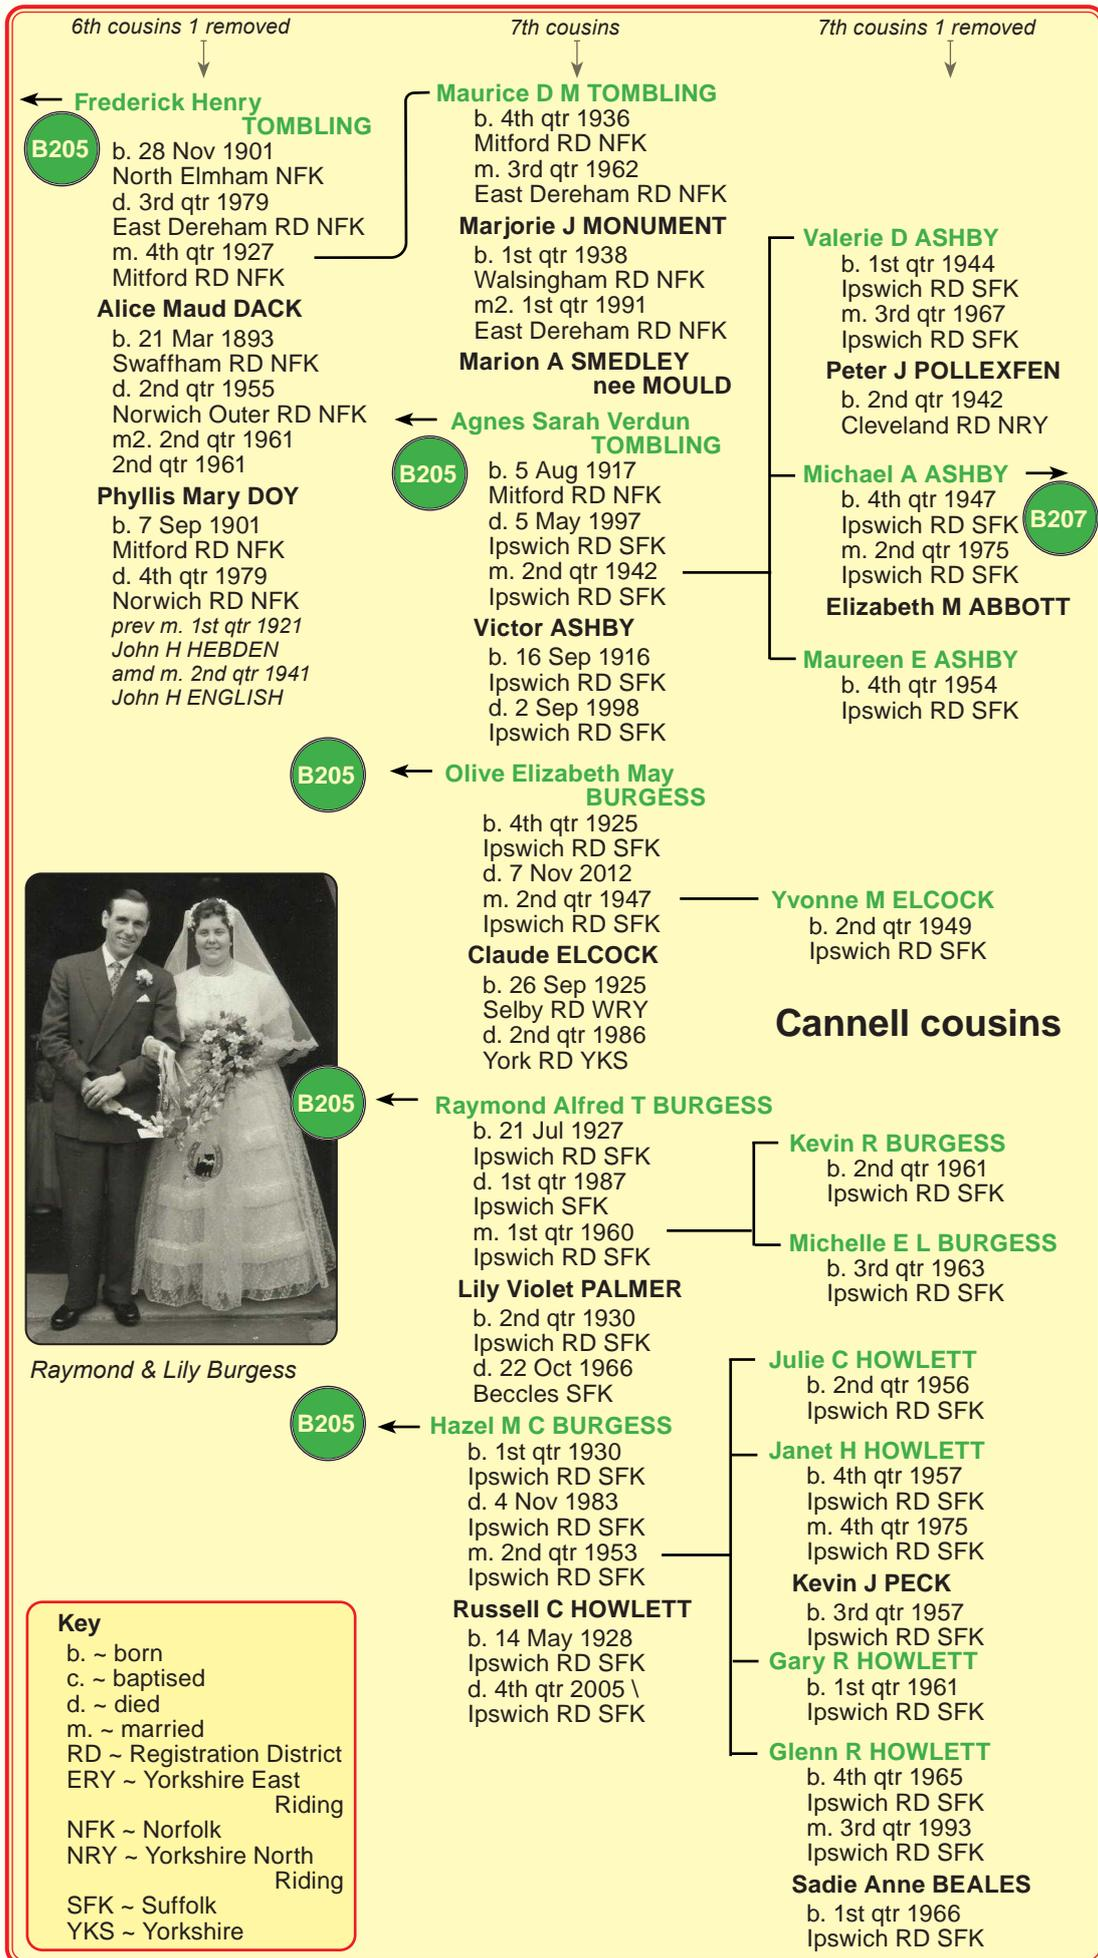 6th cousins 1 removed
7th cousins
7th cousins 1 removed
Frederick Henry
TOMBLING
B205
b. 28 Nov 1901
North Elmham NFK
d. 3rd qtr 1979
East Dereham RD NFK
m. 4th qtr 1927
Mitford RD NFK
Alice Maud DACK
b. 21 Mar 1893
Swaffham RD NFK
d. 2nd qtr 1955
Norwich Outer RD NFK
m2. 2nd qtr 1961
2nd qtr 1961
Phyllis Mary DOY
b. 7 Sep 1901
Mitford RD NFK
d. 4th qtr 1979
Norwich RD NFK
prev m. 1st qtr 1921
John H HEBDEN
amd m. 2nd qtr 1941
John H ENGLISH
Maurice D M TOMBLING
b. 4th qtr 1936
Mitford RD NFK
m. 3rd qtr 1962
East Dereham RD NFK
Marjorie J MONUMENT
b. 1st qtr 1938
Walsingham RD NFK
m2. 1st qtr 1991
East Dereham RD NFK
Marion A SMEDLEY
nee MOULD
Agnes Sarah Verdun
TOMBLING
B205
b. 5 Aug 1917
Mitford RD NFK
d. 5 May 1997
Ipswich RD SFK
m. 2nd qtr 1942
Ipswich RD SFK
Victor ASHBY
b. 16 Sep 1916
Ipswich RD SFK
d. 2 Sep 1998
Ipswich RD SFK
Valerie D ASHBY
b. 1st qtr 1944
Ipswich RD SFK
m. 3rd qtr 1967
Ipswich RD SFK
Peter J POLLEXFEN
b. 2nd qtr 1942
Cleveland RD NRY
Michael A ASHBY
B207
b. 4th qtr 1947
Ipswich RD SFK
m. 2nd qtr 1975
Ipswich RD SFK
Elizabeth M ABBOTT
Maureen E ASHBY
b. 4th qtr 1954
Ipswich RD SFK
B205
Olive Elizabeth May
BURGESS
b. 4th qtr 1925
Ipswich RD SFK
d. 7 Nov 2012
m. 2nd qtr 1947
Ipswich RD SFK
Claude ELCOCK
b. 26 Sep 1925
Selby RD WRY
d. 2nd qtr 1986
York RD YKS
Yvonne M ELCOCK
b. 2nd qtr 1949
Ipswich RD SFK
Cannell cousins
B205
Raymond Alfred T BURGESS
b. 21 Jul 1927
Ipswich RD SFK
d. 1st qtr 1987
Ipswich SFK
m. 1st qtr 1960
Ipswich RD SFK
Lily Violet PALMER
b. 2nd qtr 1930
Ipswich RD SFK
d. 22 Oct 1966
Beccles SFK
Kevin R BURGESS
b. 2nd qtr 1961
Ipswich RD SFK
Michelle E L BURGESS
b. 3rd qtr 1963
Ipswich RD SFK
Raymond & Lily Burgess
B205
Hazel M C BURGESS
b. 1st qtr 1930
Ipswich RD SFK
d. 4 Nov 1983
Ipswich RD SFK
m. 2nd qtr 1953
Ipswich RD SFK
Russell C HOWLETT
b. 14 May 1928
Ipswich RD SFK
d. 4th qtr 2005 \
Ipswich RD SFK
Julie C HOWLETT
b. 2nd qtr 1956
Ipswich RD SFK
Janet H HOWLETT
b. 4th qtr 1957
Ipswich RD SFK
m. 4th qtr 1975
Ipswich RD SFK
Kevin J PECK
b. 3rd qtr 1957
Ipswich RD SFK
Gary R HOWLETT
b. 1st qtr 1961
Ipswich RD SFK
Glenn R HOWLETT
b. 4th qtr 1965
Ipswich RD SFK
m. 3rd qtr 1993
Ipswich RD SFK
Sadie Anne BEALES
b. 1st qtr 1966
Ipswich RD SFK
Key
b. ~ born
c. ~ baptised
d. ~ died
m. ~ married
RD ~ Registration District
ERY ~ Yorkshire East
Riding
NFK ~ Norfolk
NRY ~ Yorkshire North
Riding
SFK ~ Suffolk
YKS ~ Yorkshire